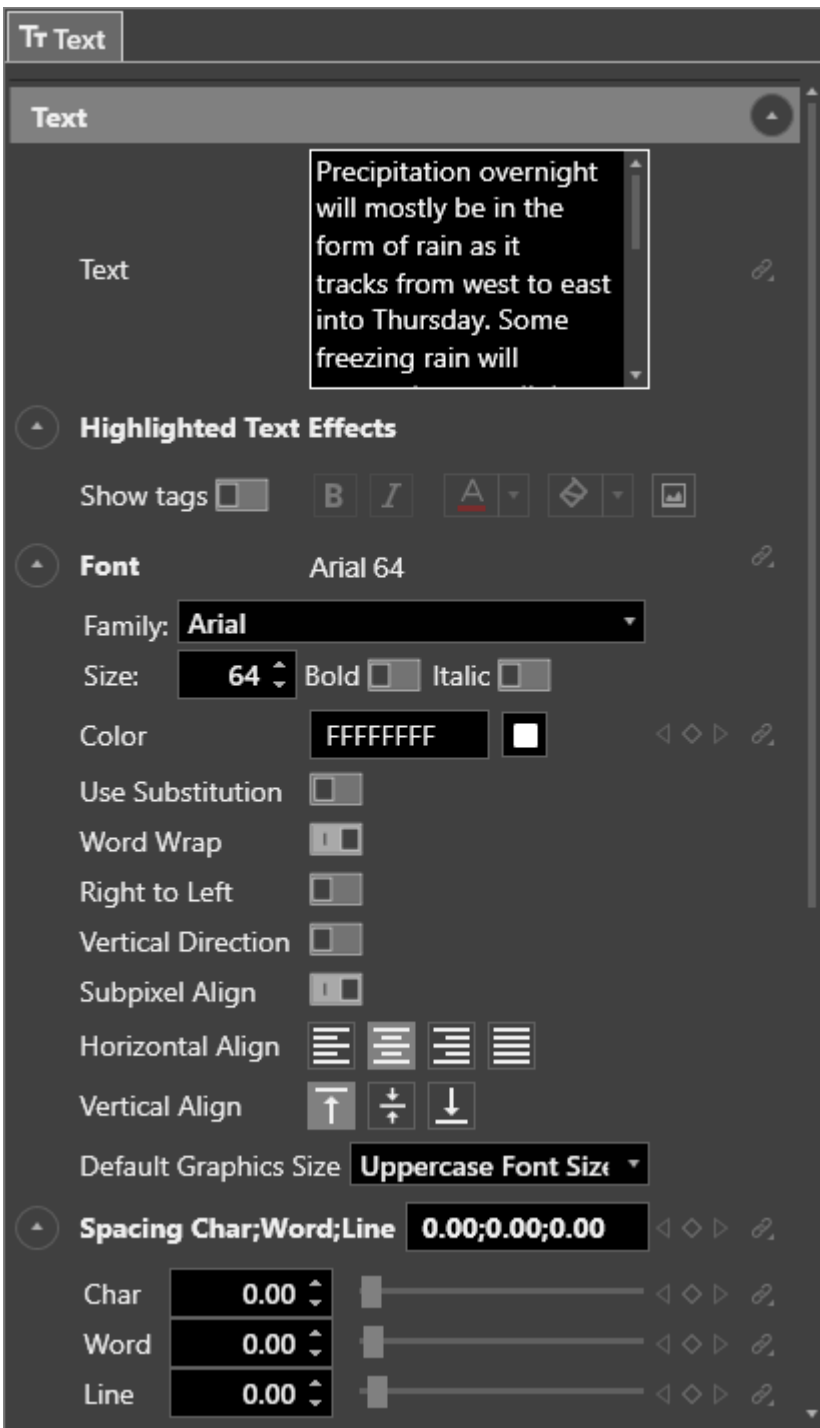 Text
Text
Text
Precipitation overnight
will mostly be in the
form of rain as it
tracks from west to east
into Thursday. Some
freezing rain will
Highlighted Text Effects
Show tags B I A
Font Arial 64
Family: Arial
Size: 64 Bold Italic
Color FFFFFFFF
Use Substitution
Word Wrap
Right to Left
Vertical Direction
Subpixel Align
Horizontal Align
Vertical Align
Default Graphics Size Uppercase Font Size
Spacing Char;Word;Line 0.00;0.00;0.00
Char 0.00
Word 0.00
Line 0.00